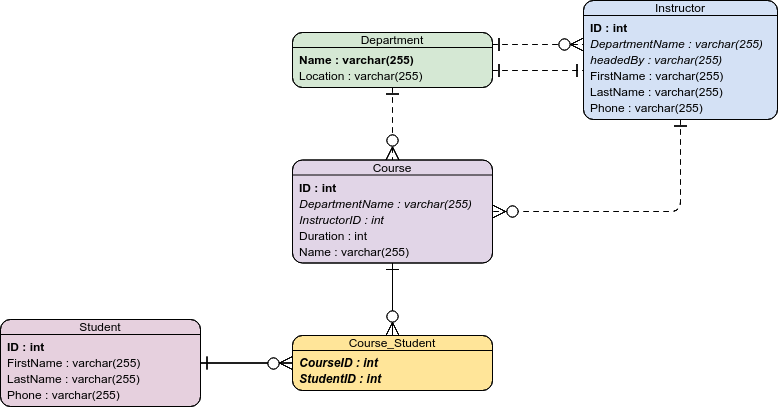 Instructor
ID : int
DepartmentName : varchar(255)
headedBy : varchar(255)
FirstName : varchar(255)
LastName : varchar(255)
Phone : varchar(255)
Department
Name : varchar(255)
Location : varchar(255)
Course
ID : int
DepartmentName : varchar(255)
InstructorID : int
Duration : int
Name : varchar(255)
Student
ID : int
FirstName : varchar(255)
LastName : varchar(255)
Phone : varchar(255)
Course_Student
CourseID : int
StudentID : int